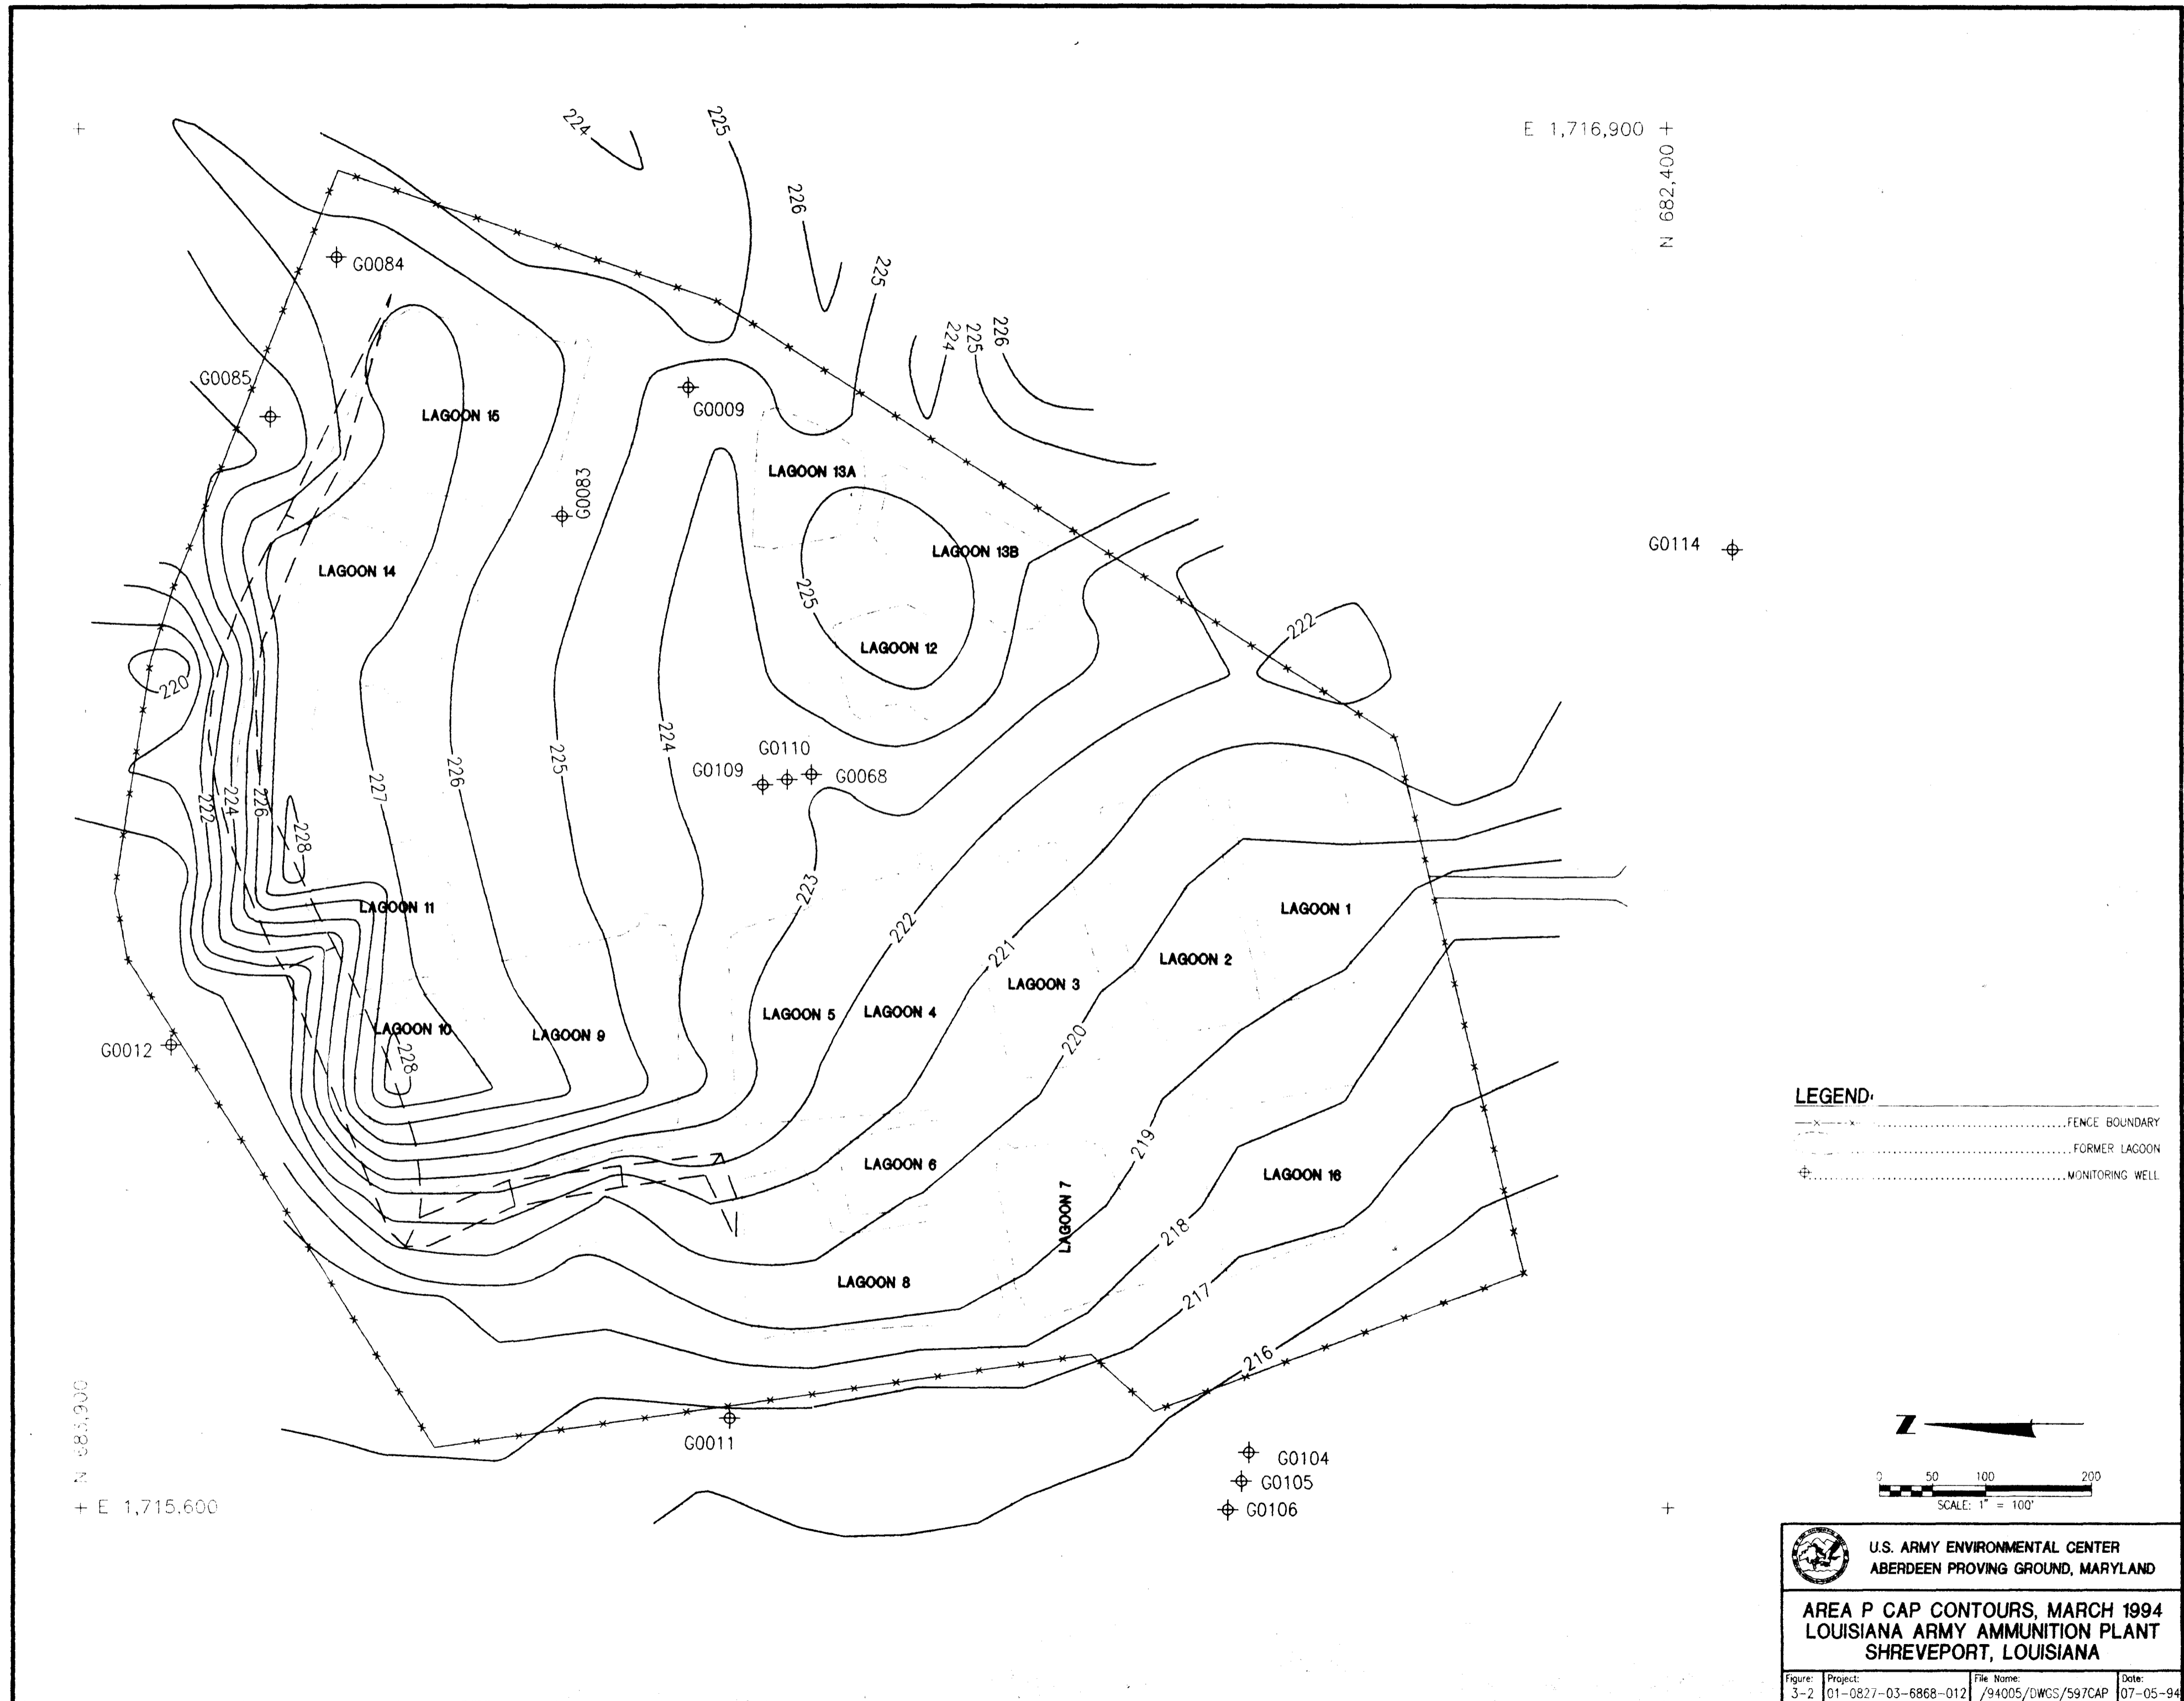 224
225
E 1,716,900
N 682,400
226
225
G0084
224
225
226
G0085
G0009
LAGOON 15
LAGOON 13A
G0083
G0114
LAGOON 13B
LAGOON 14
225
222
LAGOON 12
220
224
G0110
G0109
G0068
227
226
225
222
224
226
228
223
LAGOON 11
LAGOON 1
222
221
LAGOON 2
LAGOON 3
LAGOON 5
LAGOON 4
LAGOON 10
LAGOON 9
220
G0012
228
LEGEND:
FENCE BOUNDARY
FORMER LAGOON
MONITORING WELL
219
LAGOON 6
LAGOON 16
LAGOON 7
218
LAGOON 8
217
216
G0011
G0104
G0105
G0106
N
E 1,715,600
Z
0 50 100 200
SCALE: 1" = 100'
U.S. ARMY ENVIRONMENTAL CENTER
ABERDEEN PROVING GROUND, MARYLAND
AREA P CAP CONTOURS, MARCH 1994
LOUISIANA ARMY AMMUNITION PLANT
SHREVEPORT, LOUISIANA
Figure: Project: File Name: Date:
3-2 01-0827-03-6868-012 /94005/DWGS/597CAP 07-05-94